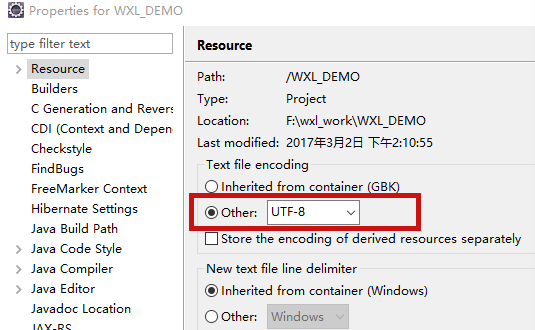 Properties for WXL_DEMO
type filter text
Resource
Builders
C Generation and Revers
CDI (Context and Depen
Checkstyle
FindBugs
FreeMarker Context
Hibernate Settings
Java Build Path
Java Code Style
Java Compiler
Java Editor
Javadoc Location
JAX-RS
Resource
Path: /WXL_DEMO
Type: Project
Location: F:\wxl_work\WXL_DEMO
Last modified: 2017年3月2日 下午2:10:55
Text file encoding
Inherited from container (GBK)
Other: UTF-8
Store the encoding of derived resources separately
New text file line delimiter
Inherited from container (Windows)
Other: Windows